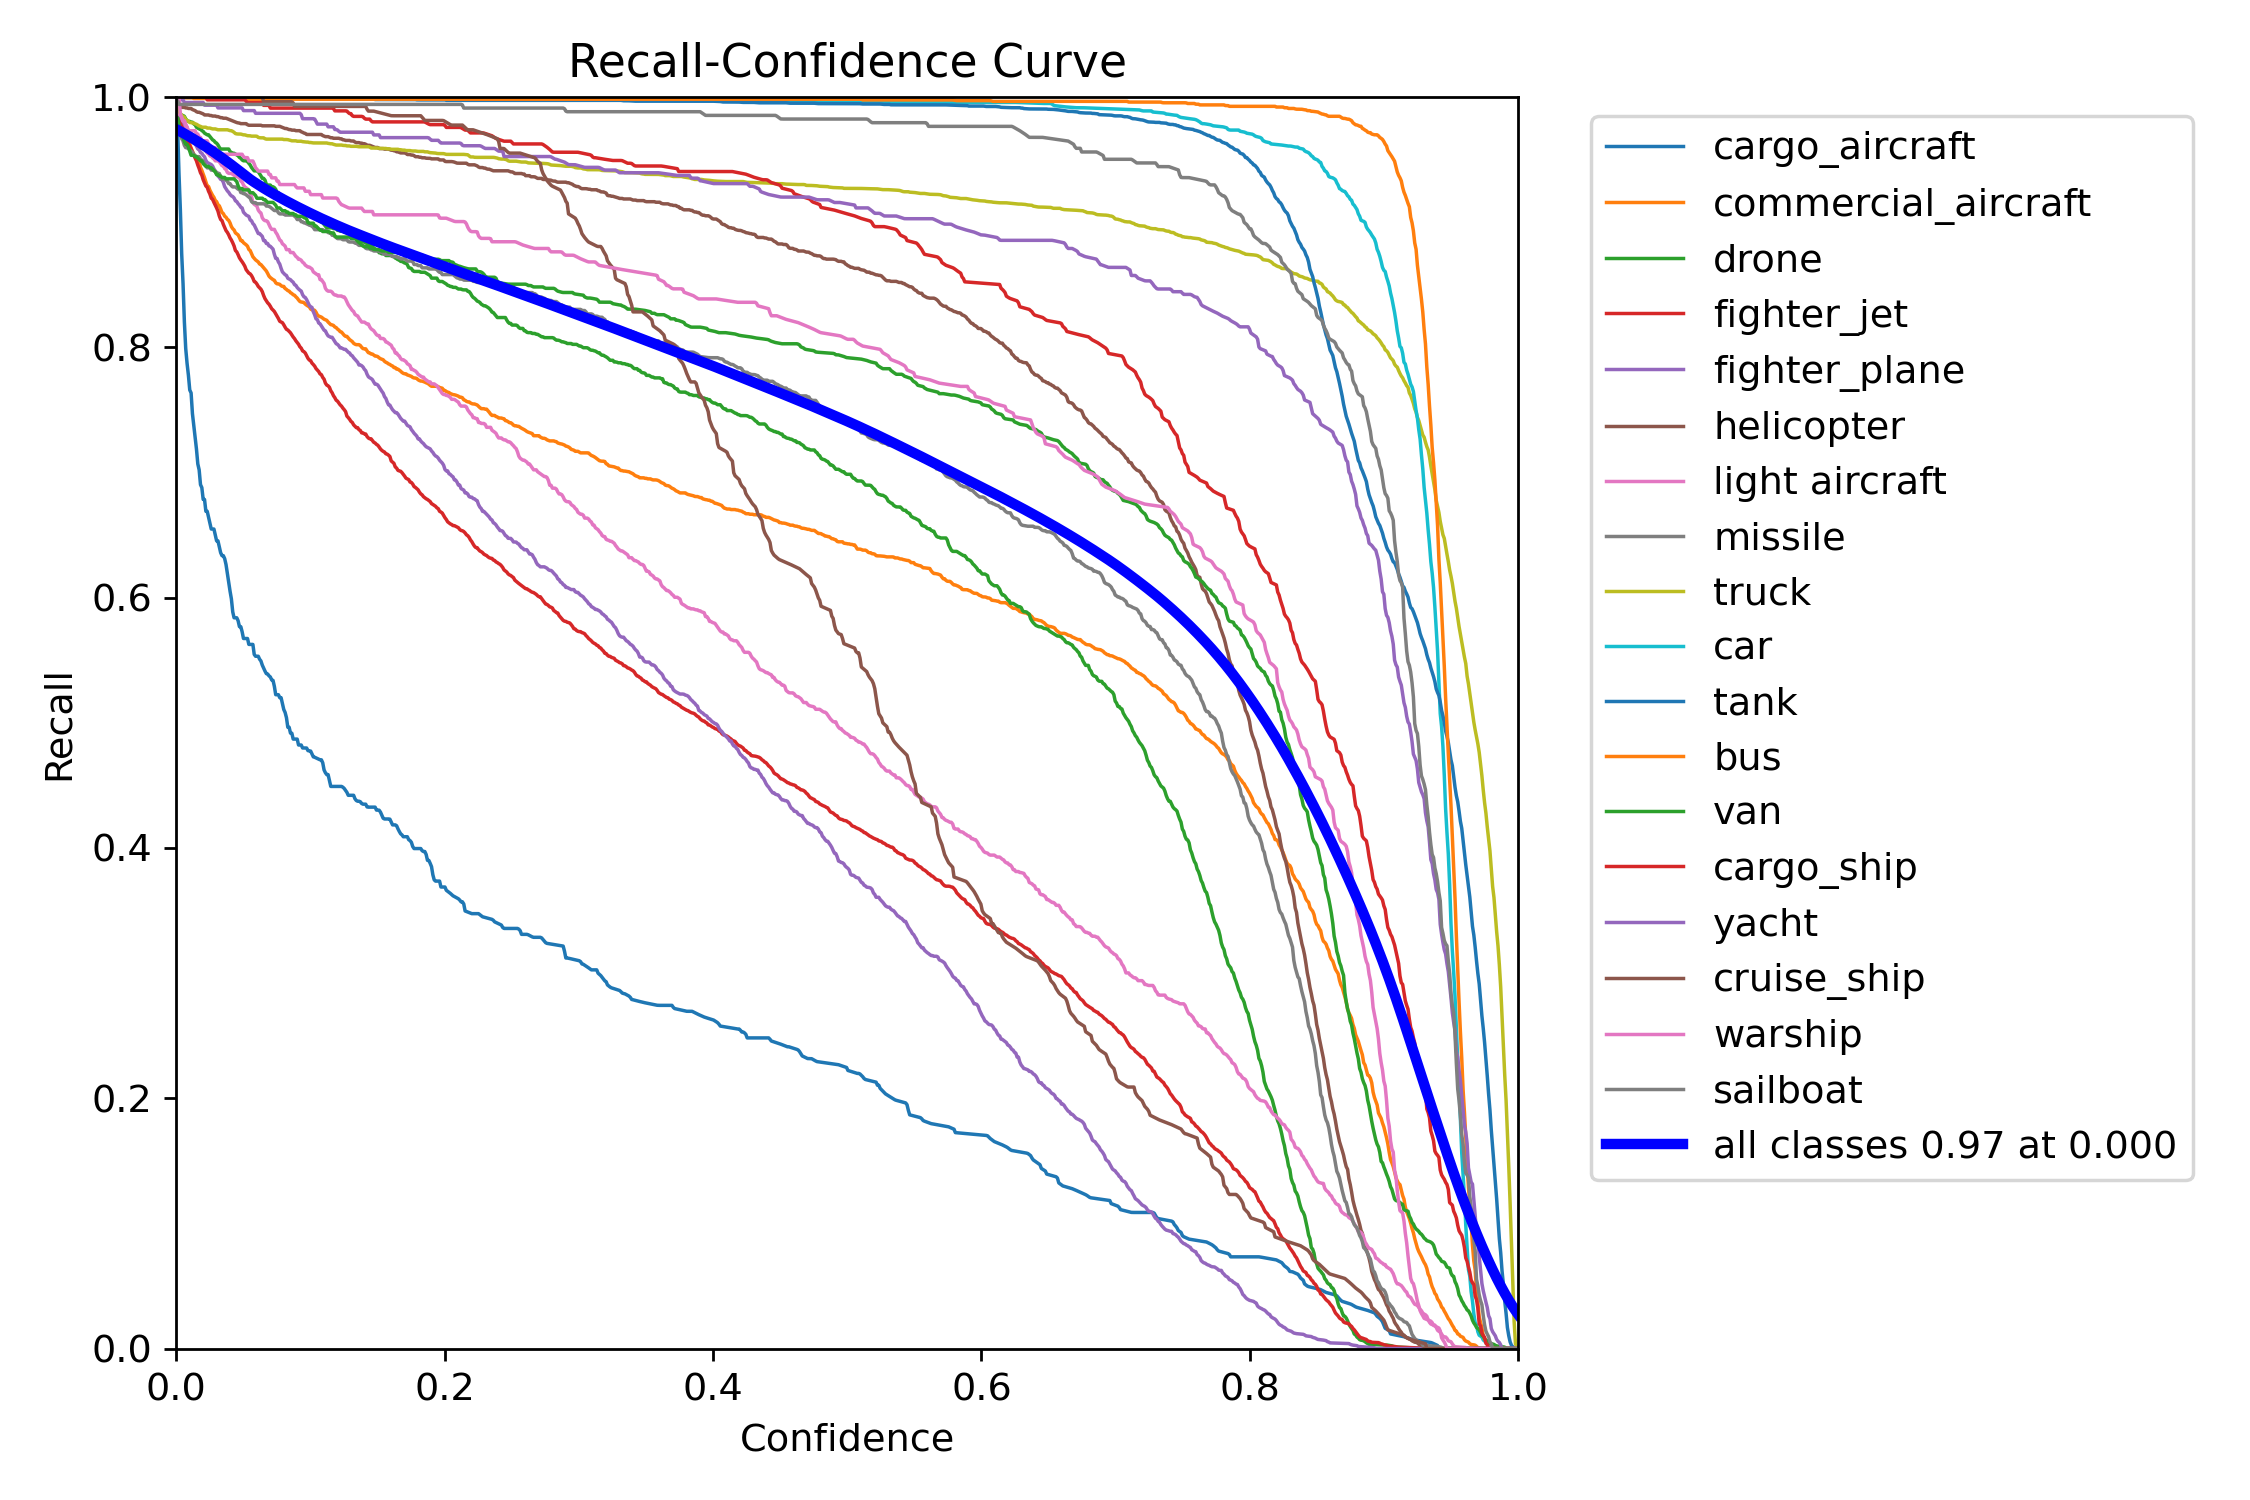 Recall-Confidence Curve
1.0
0.8
0.6
0.4
0.2
0.0
Recall
0.0 0.2 0.4 0.6 0.8 1.0
Confidence
cargo_aircraft
commercial_aircraft
drone
fighter_jet
fighter_plane
helicopter
light aircraft
missile
truck
car
tank
bus
van
cargo_ship
yacht
cruise_ship
warship
sailboat
all classes 0.97 at 0.000